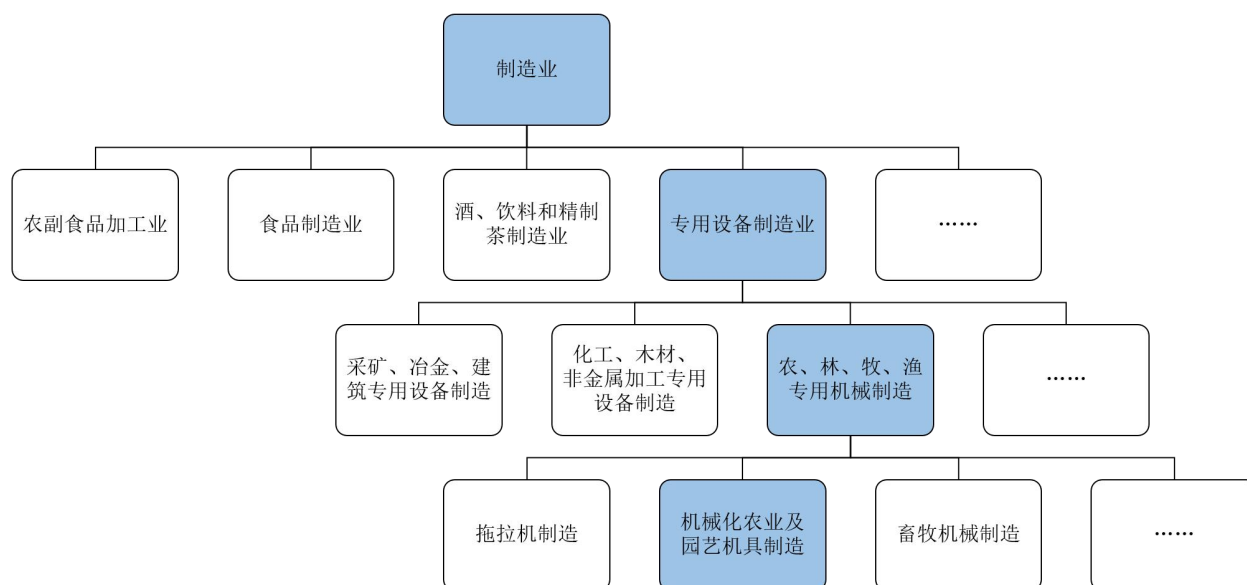 制造业
农副食品加工业
食品制造业
酒、饮料和精制
茶制造业
专用设备制造业
……
采矿、冶金、建
筑专用设备制造
化工、木材、
非金属加工专用
设备制造
农、林、牧、渔
专用机械制造
……
拖拉机制造
机械化农业及
园艺机具制造
畜牧机械制造
……